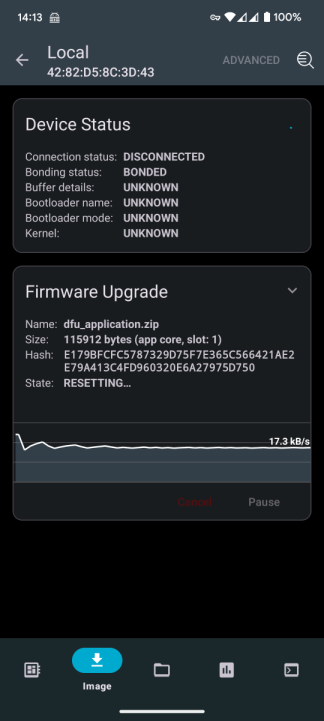 14:13 100%
Local
42:82:D5:8C:3D:43
ADVANCED
Device Status
Connection status: DISCONNECTED
Bonding status: BONDED
Buffer details: UNKNOWN
Bootloader name: UNKNOWN
Bootloader mode: UNKNOWN
Kernel: UNKNOWN
Firmware Upgrade
Name: dfu_application.zip
Size: 115912 bytes (app core, slot: 1)
Hash: E179BFCFC5787329D75F7E365C566421AE2
E79A413C4FD960320E6A27975D750
State: RESETTING...
17.3 kB/s
Cancel Pause
Image